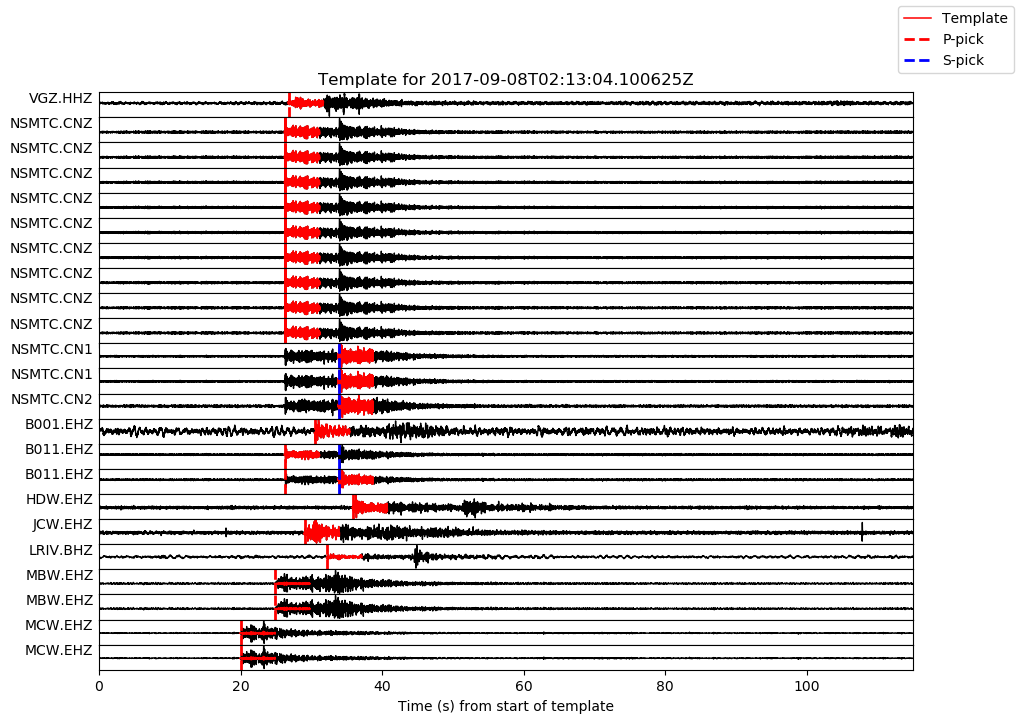 Template
P-pick
S-pick
Template for 2017-09-08T02:13:04.100625Z
VGZ.HHZ
NSMTC.CNZ
NSMTC.CNZ
NSMTC.CNZ
NSMTC.CNZ
NSMTC.CNZ
NSMTC.CNZ
NSMTC.CNZ
NSMTC.CNZ
NSMTC.CNZ
NSMTC.CN1
NSMTC.CN1
NSMTC.CN2
B001.EHZ
B011.EHZ
B011.EHZ
HDW.EHZ
JCW.EHZ
LRIV.BHZ
MBW.EHZ
MBW.EHZ
MCW.EHZ
MCW.EHZ
0 20 40 60 80 100
Time (s) from start of template